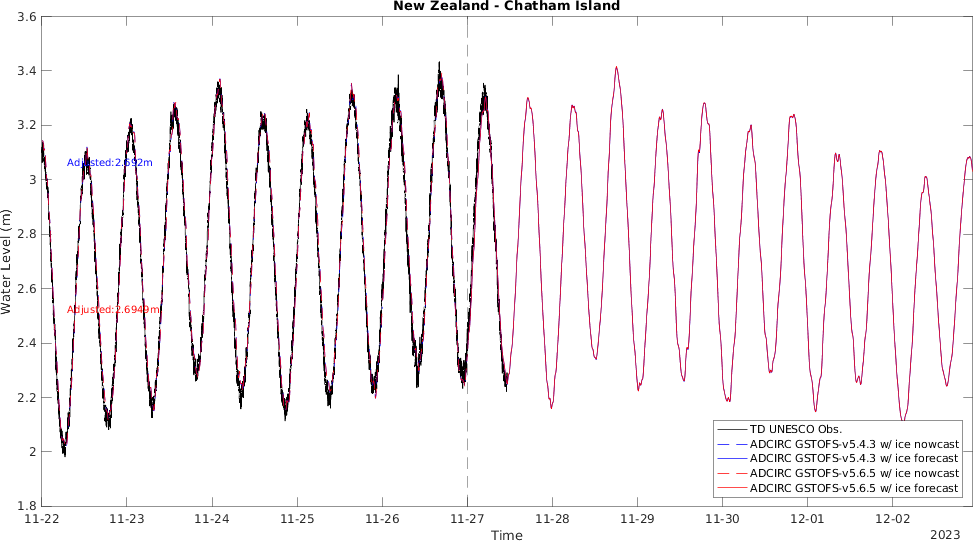 New Zealand - Chatham Island
3.6
3.4
3.2
3
2.8
2.6
2.4
2.2
2
1.8
Water Level (m)
Adjusted:2.692m
Adjusted:2.6949m
TD UNESCO Obs.
ADCIRC GSTOFS-v5.4.3 w/ ice nowcast
ADCIRC GSTOFS-v5.4.3 w/ ice forecast
ADCIRC GSTOFS-v5.6.5 w/ ice nowcast
ADCIRC GSTOFS-v5.6.5 w/ ice forecast
11-22 11-23 11-24 11-25 11-26 11-27 11-28 11-29 11-30 12-01 12-02
Time
2023